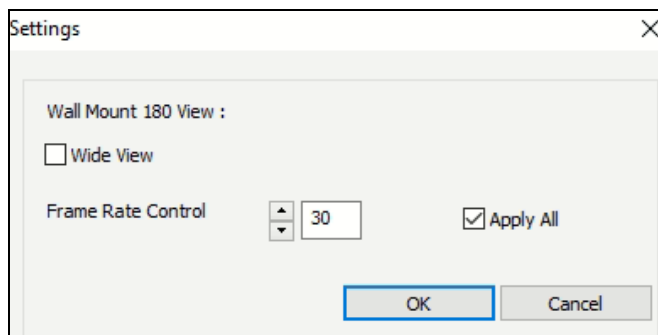 Settings
Wall Mount 180 View :
Wide View
Frame Rate Control 30 Apply All
OK Cancel